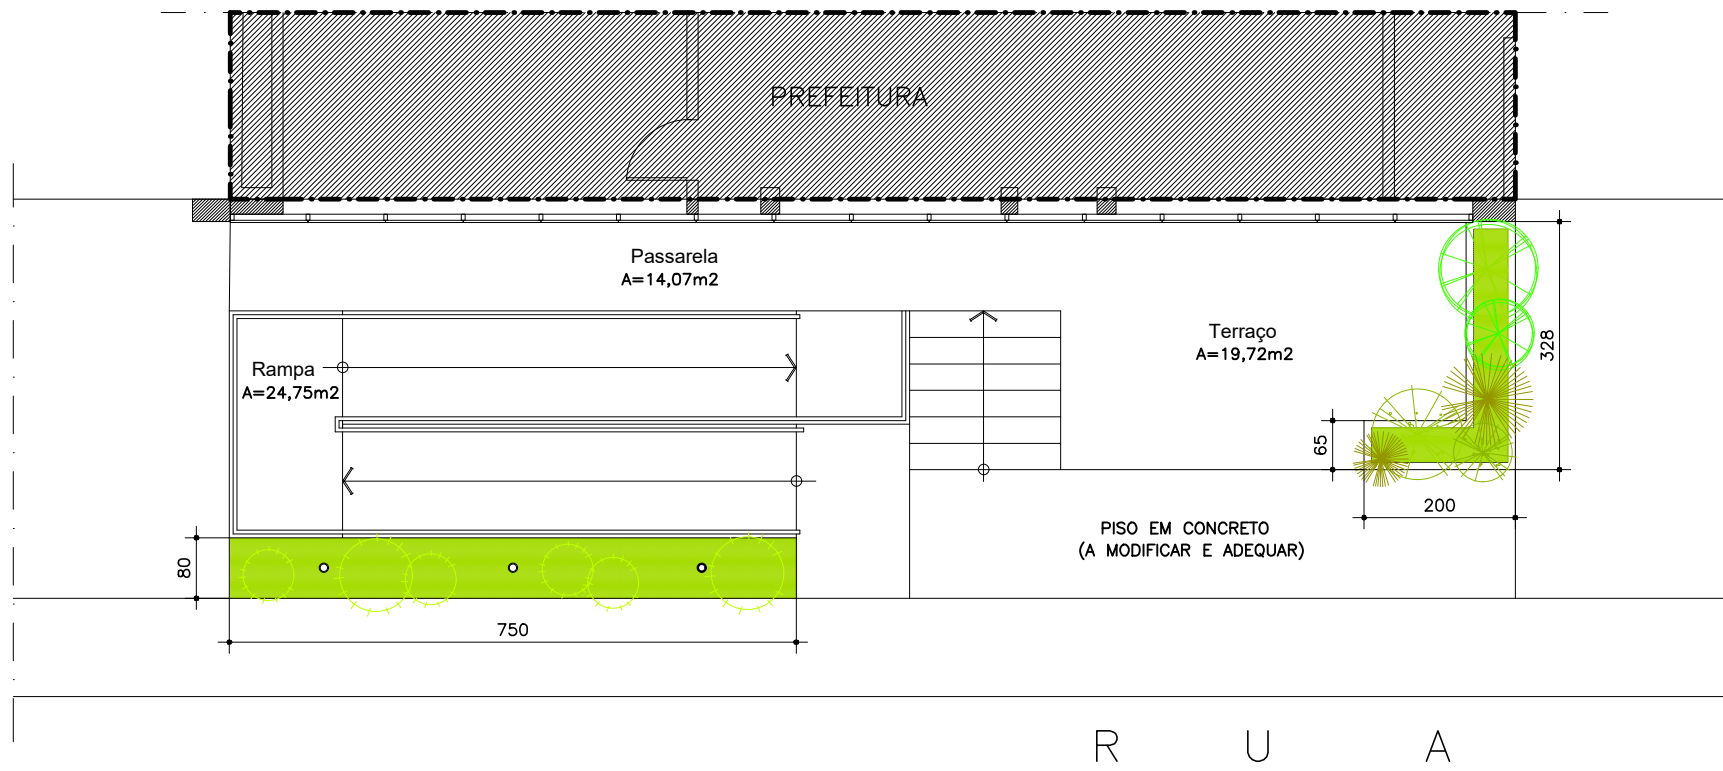 PREFEITURA
Passarela
A=14,07m2
Terraço
A=19,72m2
328
Rampa
A=24,75m2
65
200
PISO EM CONCRETO
(A MODIFICAR E ADEQUAR)
80
750
R U A